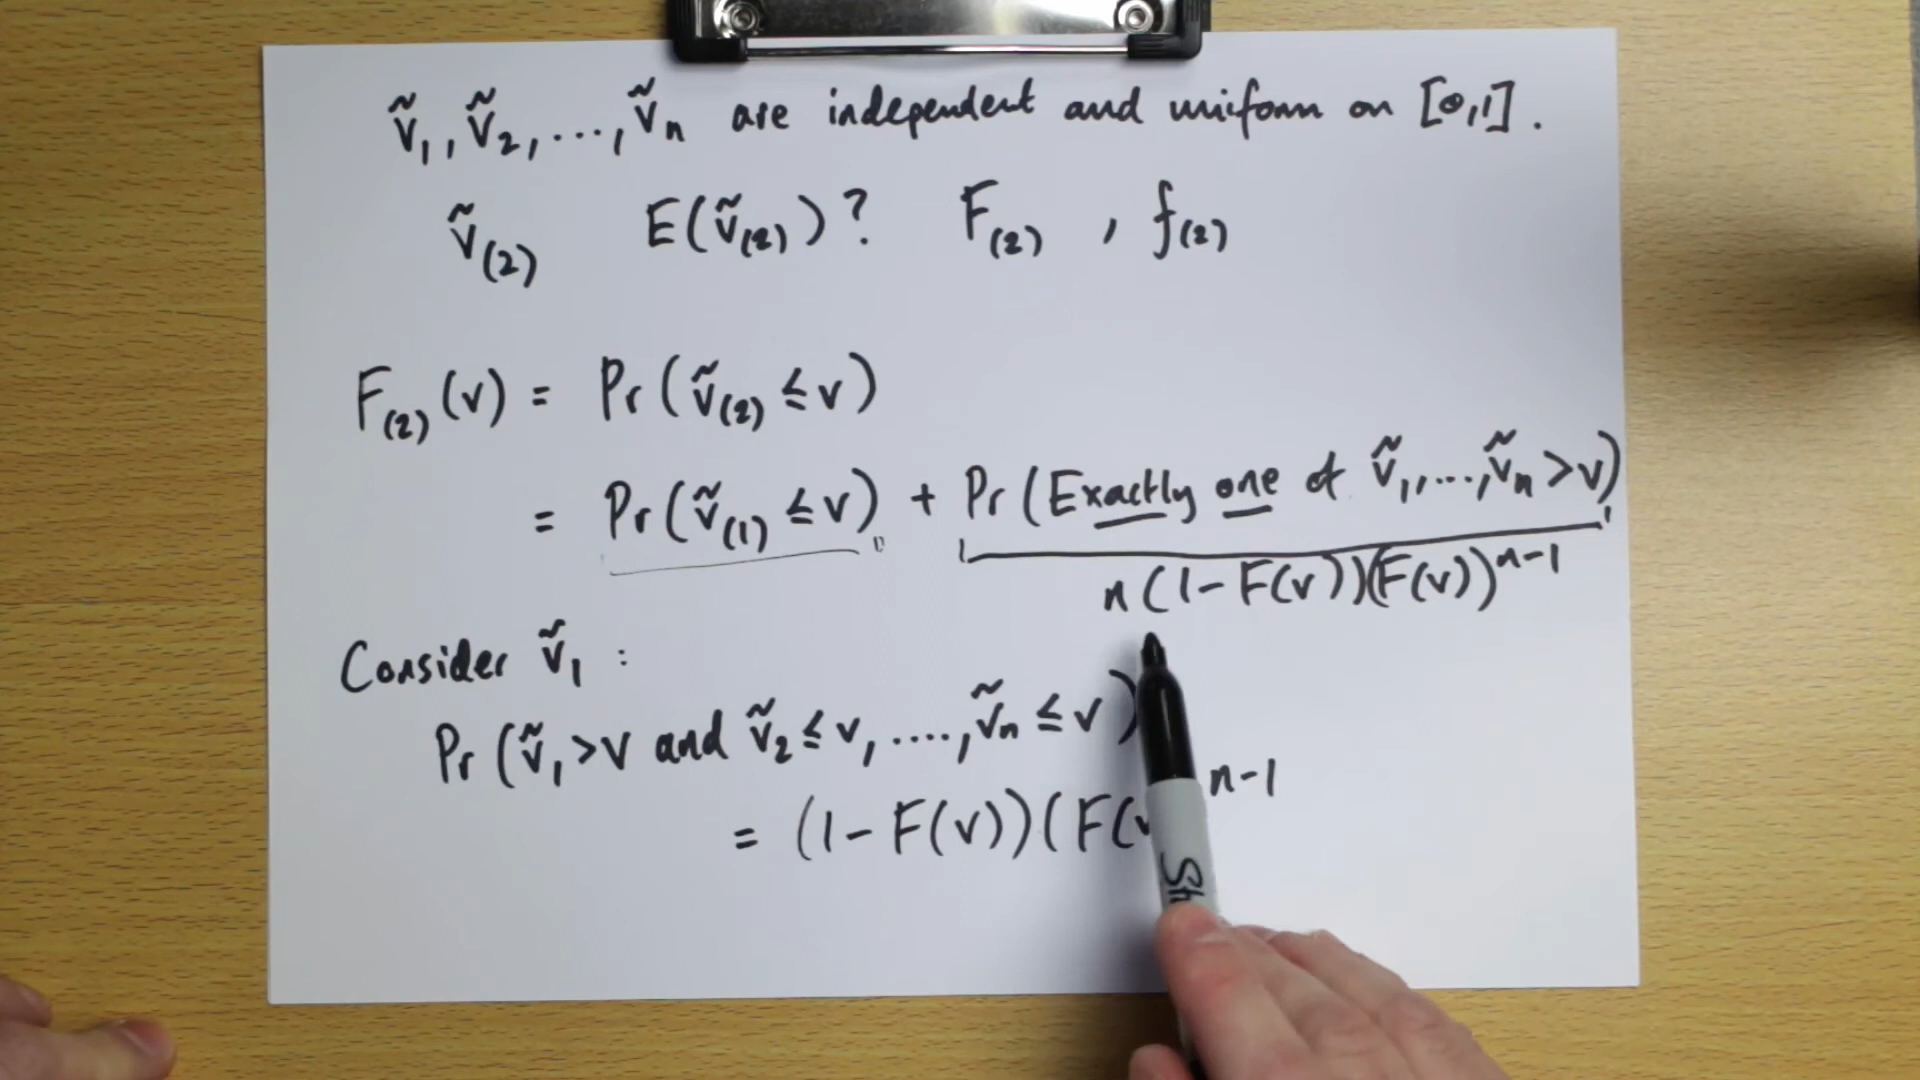 ṽ₁, ṽ₂, ..., ṽₙ are independent and uniform on [0,1].
ṽ₍₂₎ E(ṽ₍₂₎)? F₍₂₎ , f₍₂₎
F₍₂₎(v) = Pr(ṽ₍₂₎ ≤ v)
= Pr(ṽ₍₁₎ ≤ v) + Pr(Exactly one of ṽ₁, ..., ṽₙ > v)
n(1-F(v))(F(v))ⁿ⁻¹
Consider ṽ₁ :
Pr(ṽ₁ > v and ṽ₂ ≤ v, ...., ṽₙ ≤ v)
= (1-F(v))(F(v ⁿ⁻¹